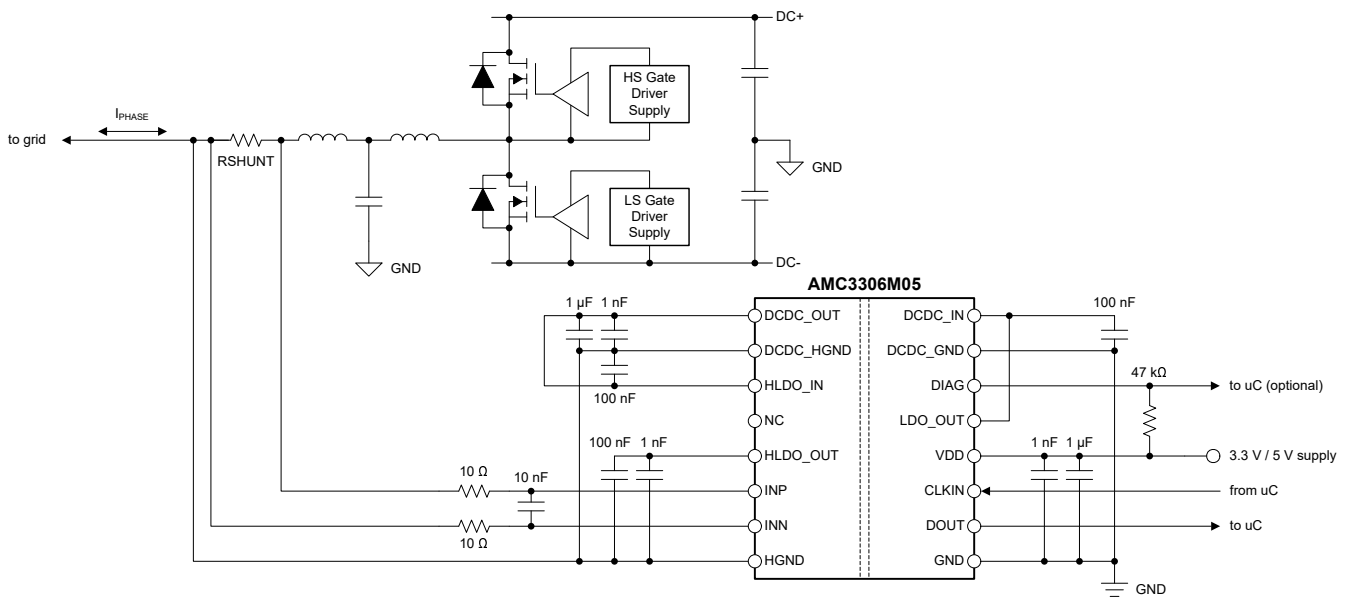 DC+
HS Gate
Driver
Supply
I_PHASE
to grid
RSHUNT
GND
LS Gate
Driver
Supply
GND
DC-
AMC3306M05
1 µF 1 nF
100 nF
DCDC_OUT
DCDC_IN
DCDC_HGND
DCDC_GND
47 kΩ
HLDO_IN
DIAG
to uC (optional)
100 nF
NC
LDO_OUT
100 nF 1 nF
1 nF 1 µF
HLDO_OUT
VDD
3.3 V / 5 V supply
10 Ω
10 nF
INP
CLKIN
from uC
INN
DOUT
to uC
10 Ω
HGND
GND
GND